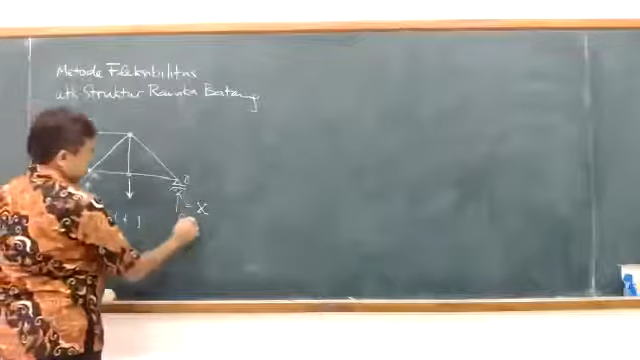 Metode Fleksibilitas
utk Struktur Rangka Batang
B
= X